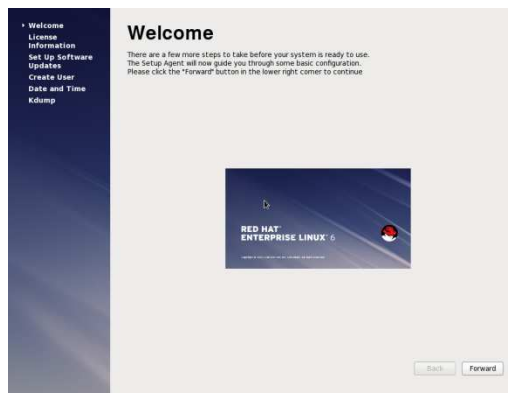 Welcome
License
Information
Set Up Software
Updates
Create User
Date and Time
Kdump
Welcome
There are a few more steps to take before your system is ready to use.
The Setup Agent will now guide you through some basic configuration.
Please click the "Forward" button in the lower right corner to continue
RED HAT
ENTERPRISE LINUX 6
Back
Forward